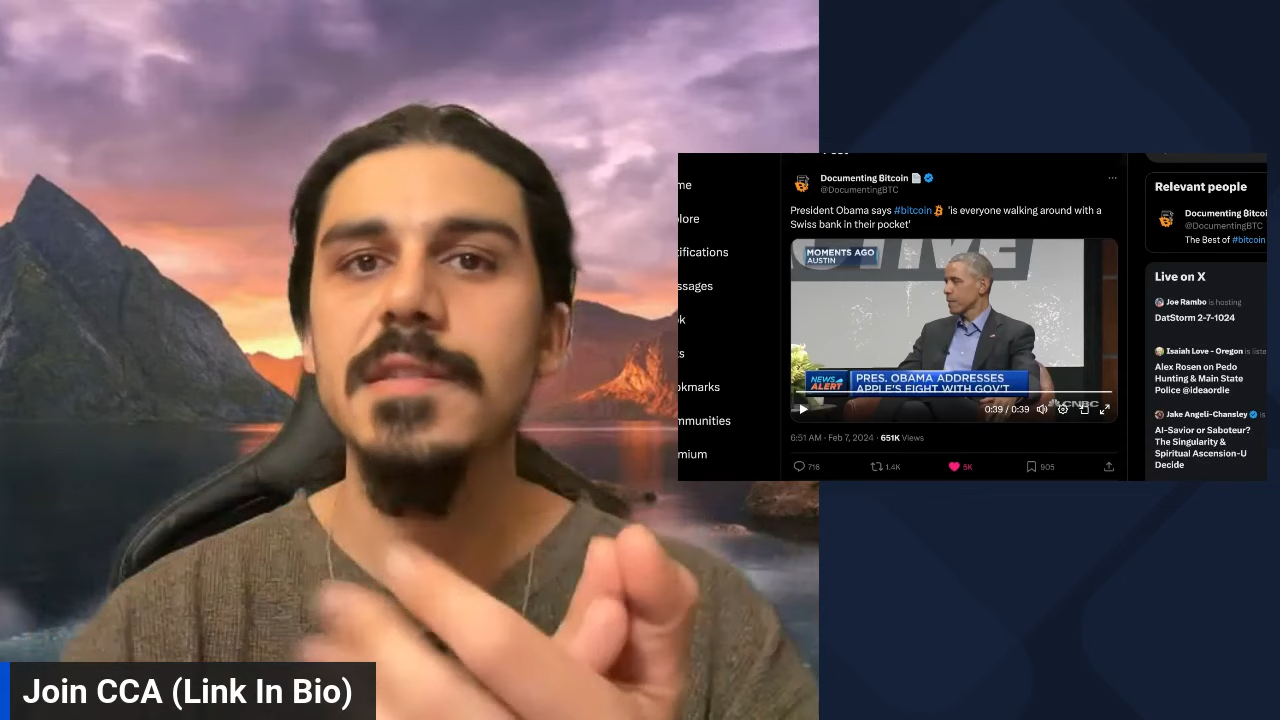 Join CCA (Link In Bio)
me
lore
ifications
ssages
k
s
okmarks
mmunities
mium
Documenting Bitcoin
@DocumentingBTC
President Obama says #bitcoin 'is everyone walking around with a
Swiss bank in their pocket'
LIVE
MOMENTS AGO
AUSTIN
NEWS
ALERT
PRES. OBAMA ADDRESSES
APPLE'S FIGHT WITH GOV'T
CNBC
0:39 / 0:39
6:51 AM · Feb 7, 2024 · 651K Views
716
1.4K
5K
905
Relevant people
Documenting Bitcoi
@DocumentingBTC
The Best of #bitcoin
Live on X
Joe Rambo is hosting
DatStorm 2-7-1024
Isaiah Love - Oregon is liste
Alex Rosen on Pedo
Hunting & Main State
Police @ideaordie
Jake Angeli-Chansley is
AI-Savior or Saboteur?
The Singularity &
Spiritual Ascension-U
Decide